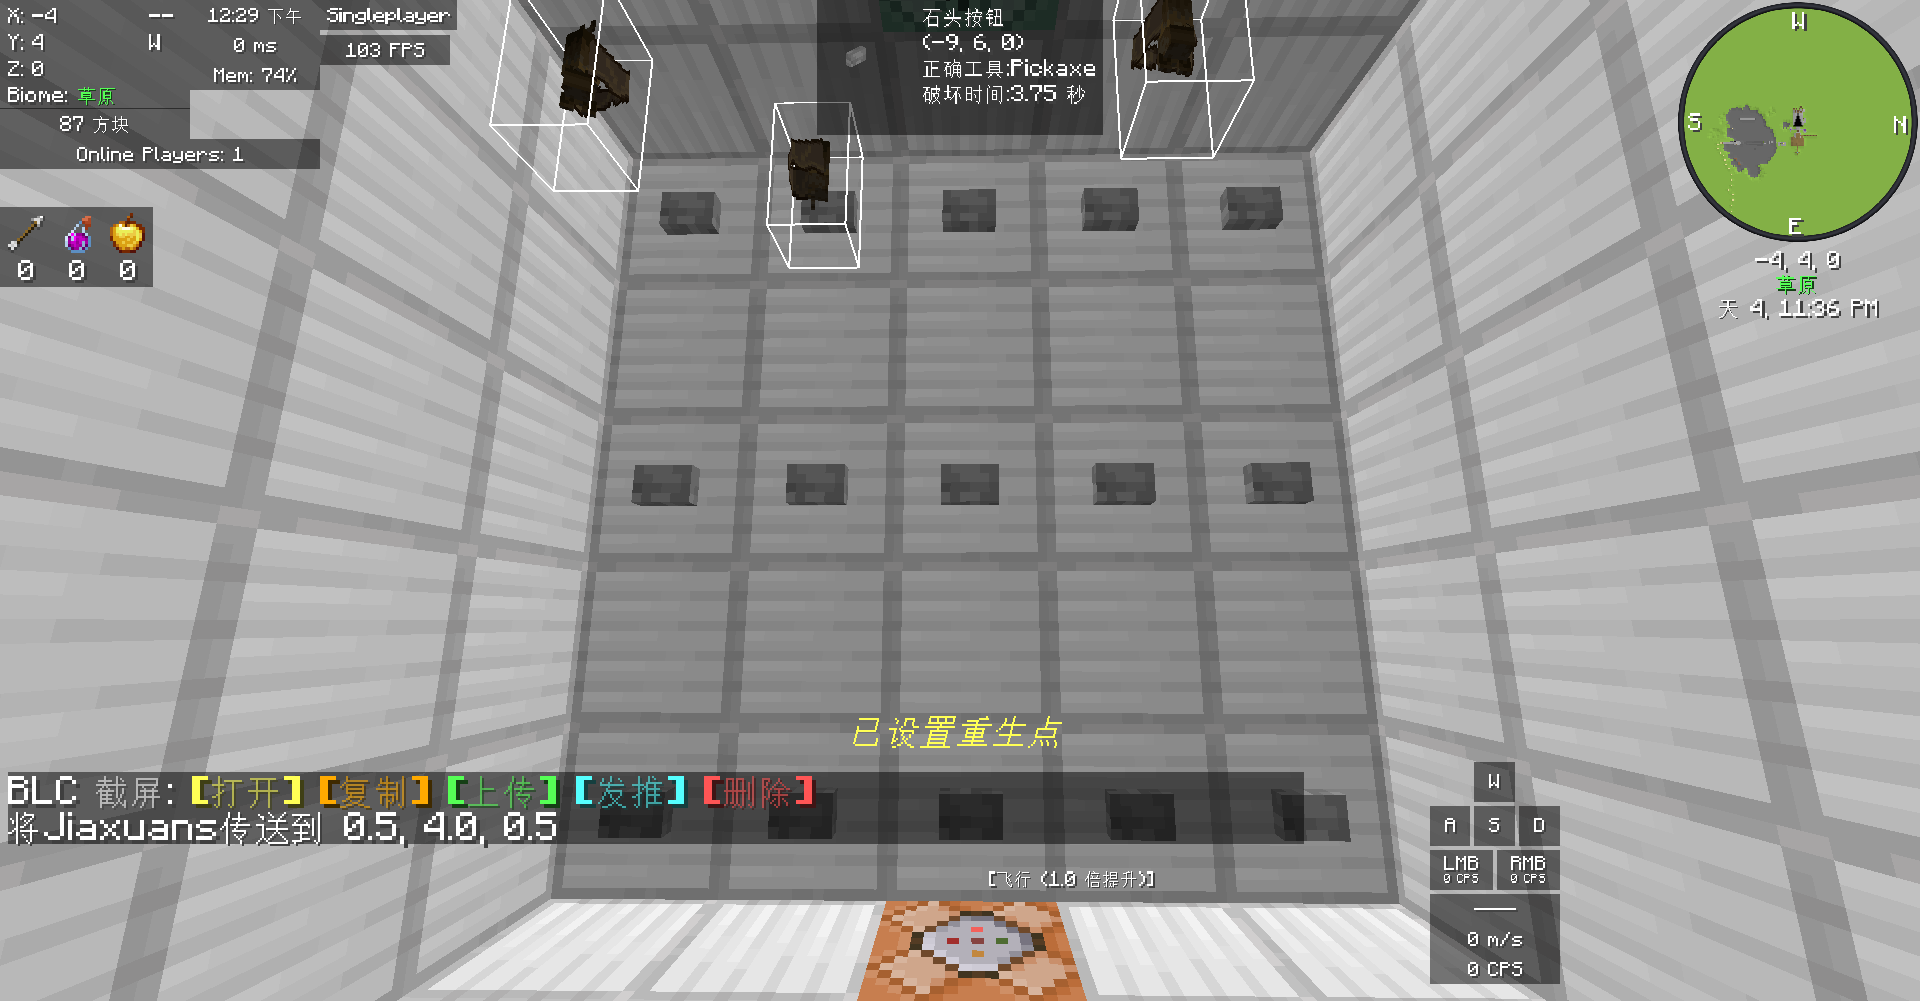 X: -4
--
12:29 下午
Singleplayer
Y: 4
W
0 ms
103 FPS
Z: 0
Mem: 74%
Biome: 草原
87 方块
Online Players: 1
0 0 0
石头按钮
(-9, 6, 0)
正确工具:Pickaxe
破坏时间:3.75 秒
W
S
N
E
-4, 4, 0
草原
天 4, 11:36 PM
已设置重生点
BLC 截屏: [打开] [复制] [上传] [发推] [删除]
将Jiaxuans传送到 0.5, 4.0, 0.5
[飞行 (1.0 倍提升)]
W
A S D
LMB RMB
0 CPS 0 CPS
0 m/s
0 CPS